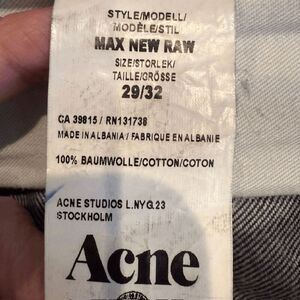 STYLE/MODELL/
MODÈLE/STIL
MAX NEW RAW
SIZE/STORLEK/
TAILLE/GRÖSSE
29/32
CA 39815 / RN131738
MADE IN ALBANIA / FABRIQUE EN ALBANIE
100% BAUMWOLLE/COTTON/COTON
ACNE STUDIOS L.NYG.23
STOCKHOLM
Acne